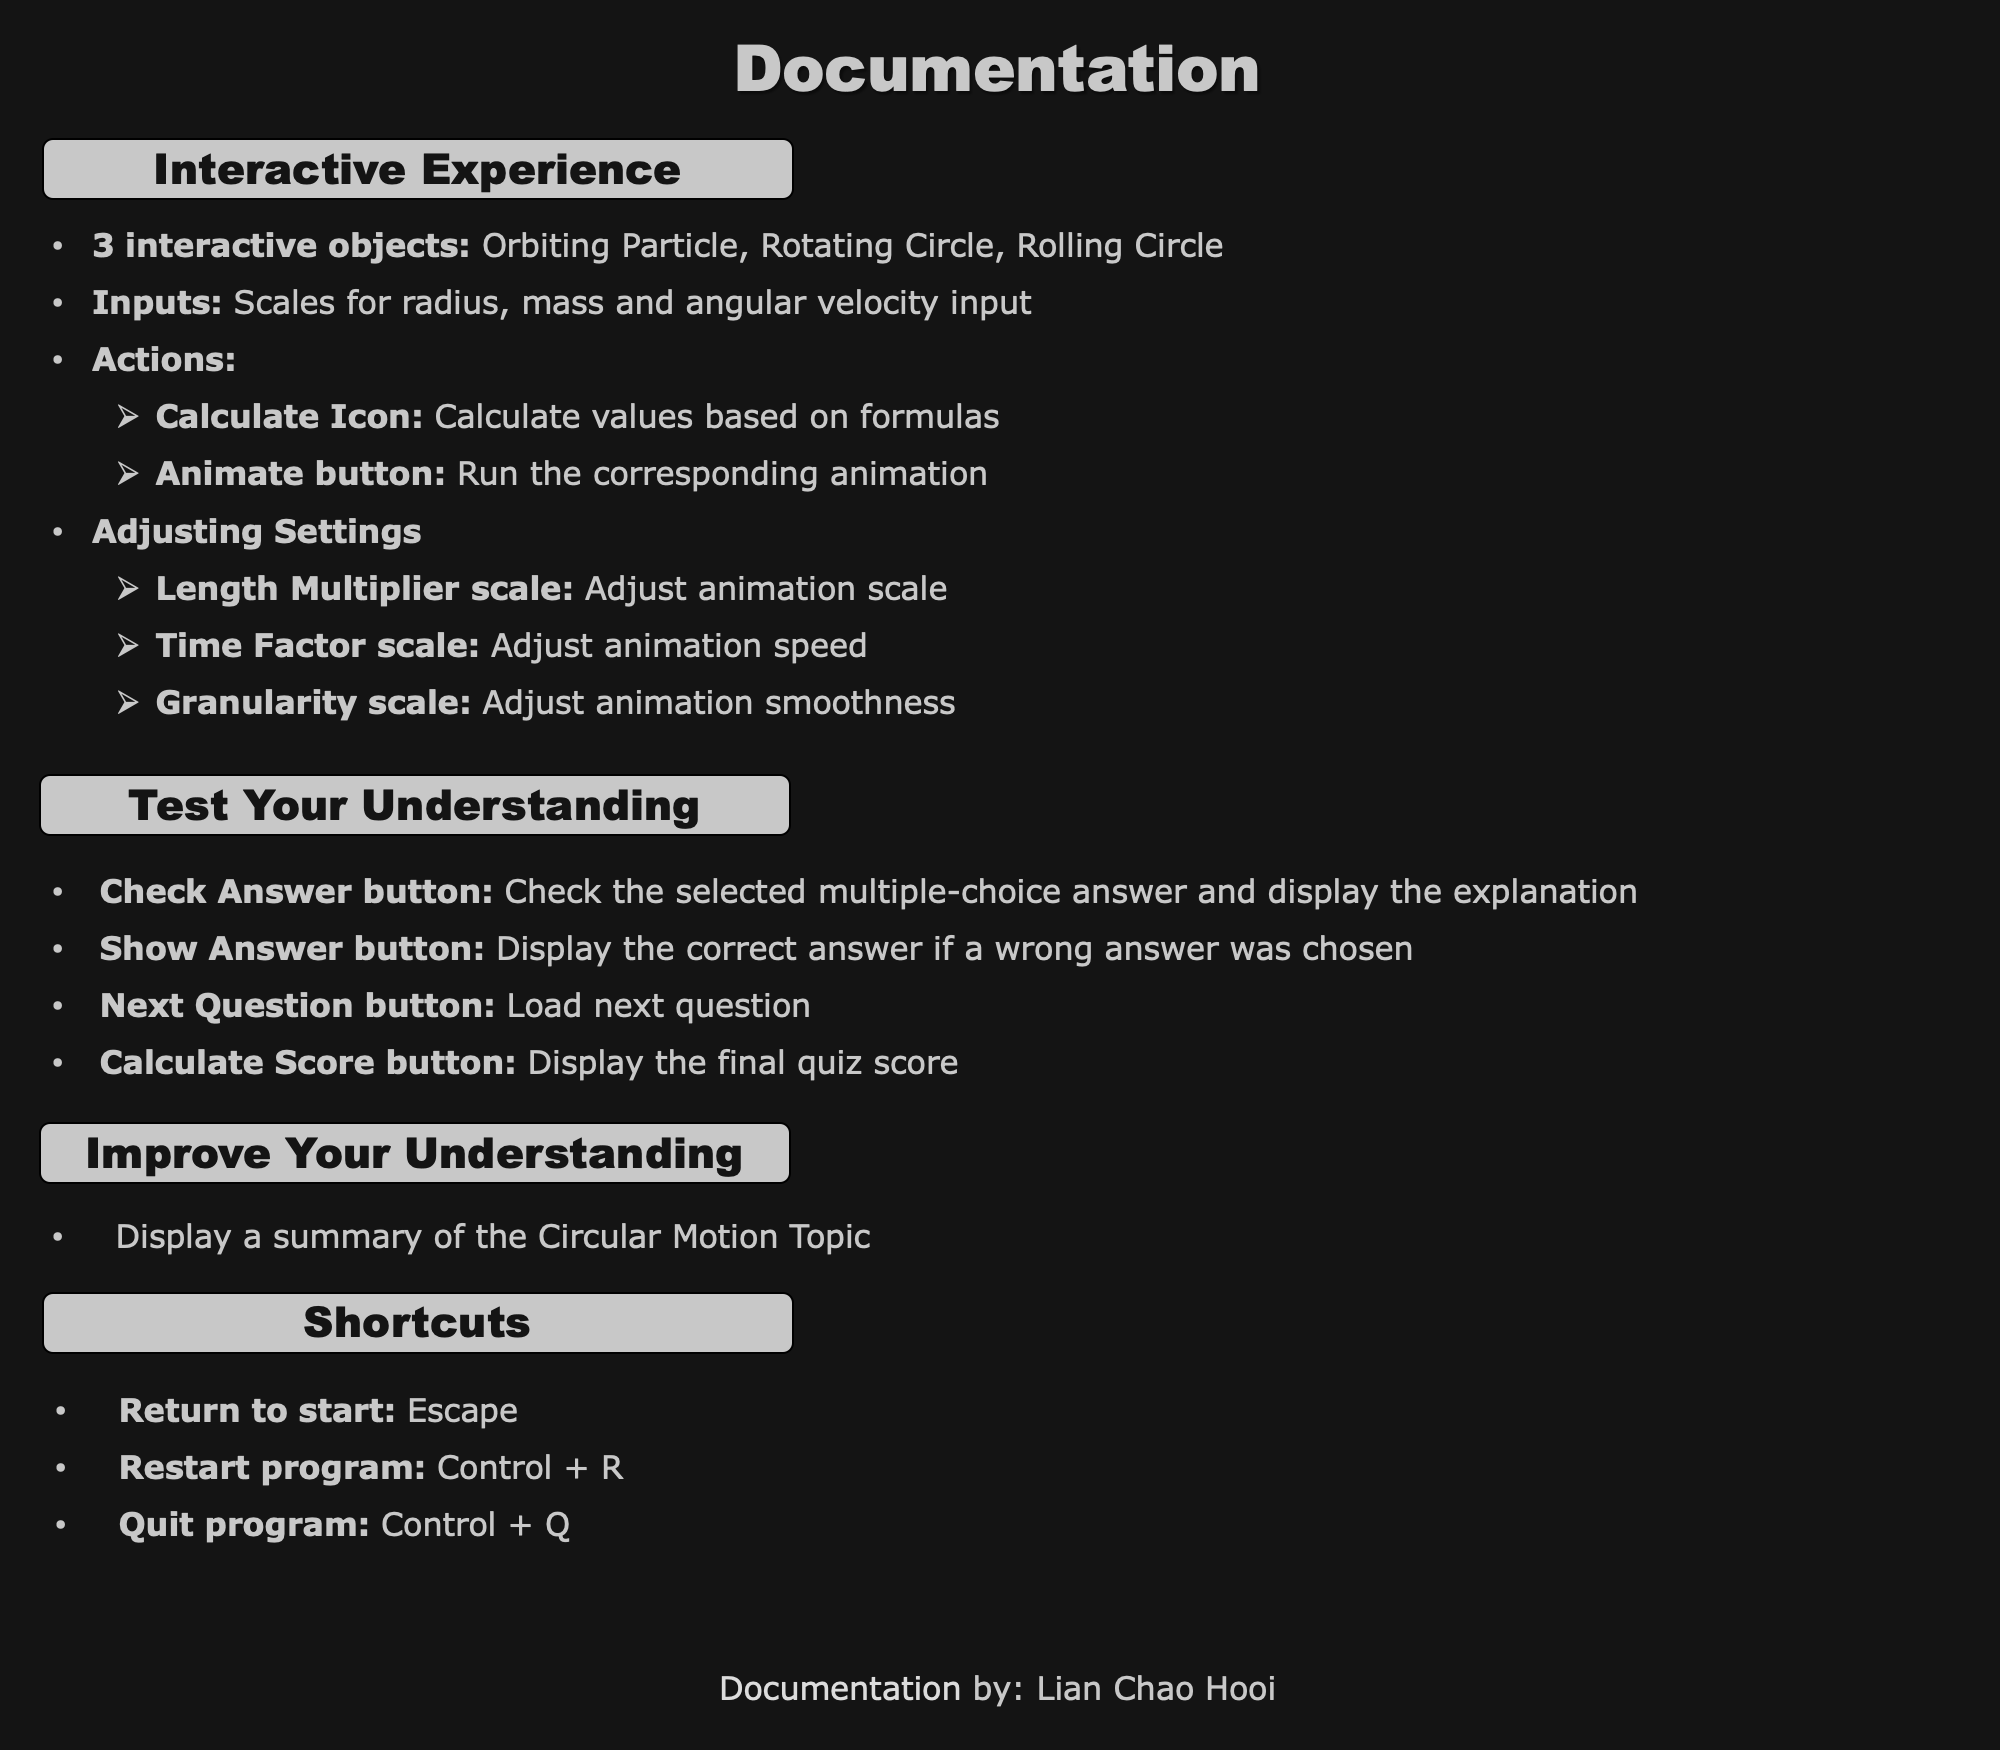 Documentation
Interactive Experience
• 3 interactive objects: Orbiting Particle, Rotating Circle, Rolling Circle
• Inputs: Scales for radius, mass and angular velocity input
• Actions:
➢ Calculate Icon: Calculate values based on formulas
➢ Animate button: Run the corresponding animation
• Adjusting Settings
➢ Length Multiplier scale: Adjust animation scale
➢ Time Factor scale: Adjust animation speed
➢ Granularity scale: Adjust animation smoothness
Test Your Understanding
• Check Answer button: Check the selected multiple-choice answer and display the explanation
• Show Answer button: Display the correct answer if a wrong answer was chosen
• Next Question button: Load next question
• Calculate Score button: Display the final quiz score
Improve Your Understanding
• Display a summary of the Circular Motion Topic
Shortcuts
• Return to start: Escape
• Restart program: Control + R
• Quit program: Control + Q
Documentation by: Lian Chao Hooi